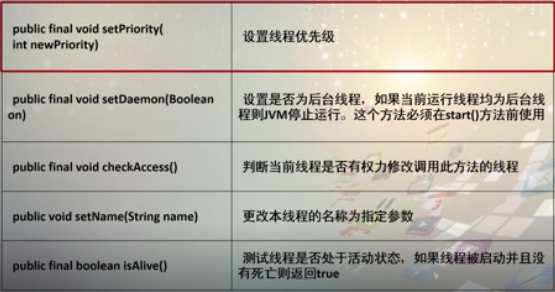 public final void setPriority(
int newPriority)
设置线程优先级
public final void setDaemon(Boolean
on)
设置是否为后台线程，如果当前运行线程均为后台线
程则JVM停止运行。这个方法必须在start()方法前使用
public final void checkAccess()
判断当前线程是否有权力修改调用此方法的线程
public void setName(String name)
更改本线程的名称为指定参数
public final boolean isAlive()
测试线程是否处于活动状态，如果线程被启动并且没
有死亡则返回true